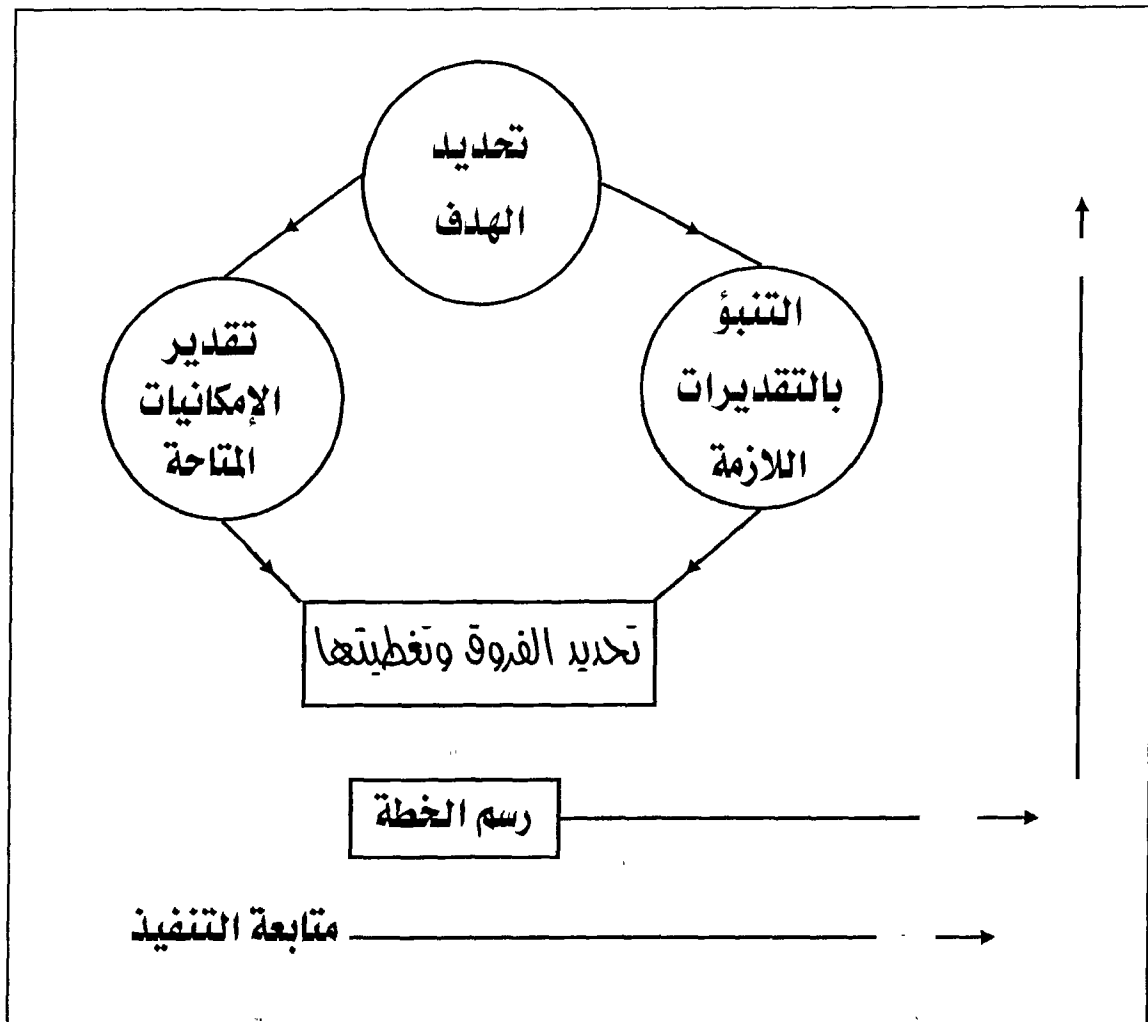 تحديد
الهدف
التنبؤ
بالتقديرات
اللازمة
تقدير
الإمكانيات
المتاحة
تحديد الفروق وتغطيتها
رسم الخطة
متابعة التنفيذ